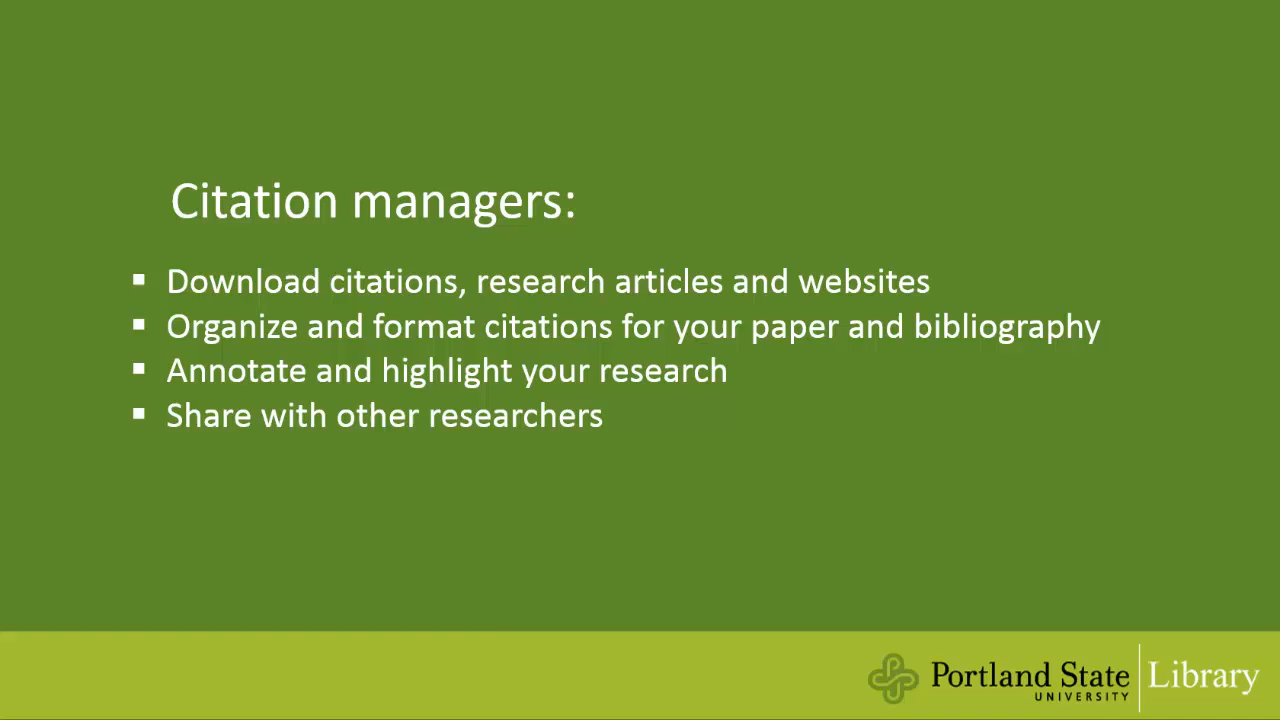 Citation managers:
▪ Download citations, research articles and websites
▪ Organize and format citations for your paper and bibliography
▪ Annotate and highlight your research
▪ Share with other researchers
Portland State Library
UNIVERSITY